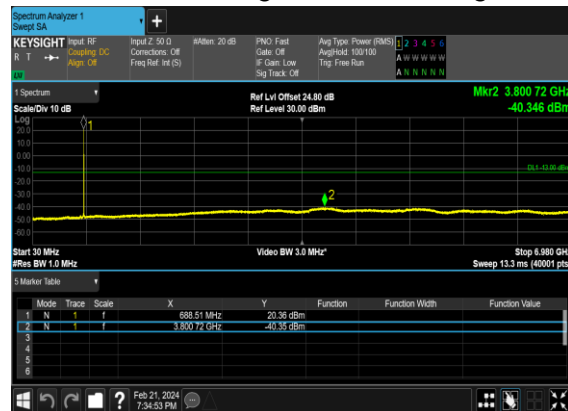 Spectrum Analyzer 1
Swept SA
+
KEYSIGHT Input: RF Input Z: 50 Ω #Atten: 20 dB PNO: Fast Avg Type: Power (RMS) 1 2 3 4 5 6
R T Coupling: DC Corrections: Off Gate: Off Avg|Hold: 100/100 A W W W W W
Align: Off Freq Ref: Int (S) IF Gain: Low Trig: Free Run
LW Sig Track: Off A N N N N N
1 Spectrum Ref Lvl Offset 24.80 dB Mkr2 3.800 72 GHz
Scale/Div 10 dB Ref Level 30.00 dBm -40.346 dBm
Log
1
20.0
10.0
0.00
-10.0 DL1 -13.00 dBm
-20.0
-30.0
2
-40.0
-50.0
-60.0
Start 30 MHz Video BW 3.0 MHz* Stop 6.980 GHz
#Res BW 1.0 MHz Sweep 13.3 ms (40001 pts)
5 Marker Table
Mode Trace Scale X Y Function Function Width Function Value
1 N 1 f 688.51 MHz 20.36 dBm
2 N 1 f 3.800 72 GHz -40.35 dBm
3
4
5
6
? Feb 21, 2024
7:34:53 PM